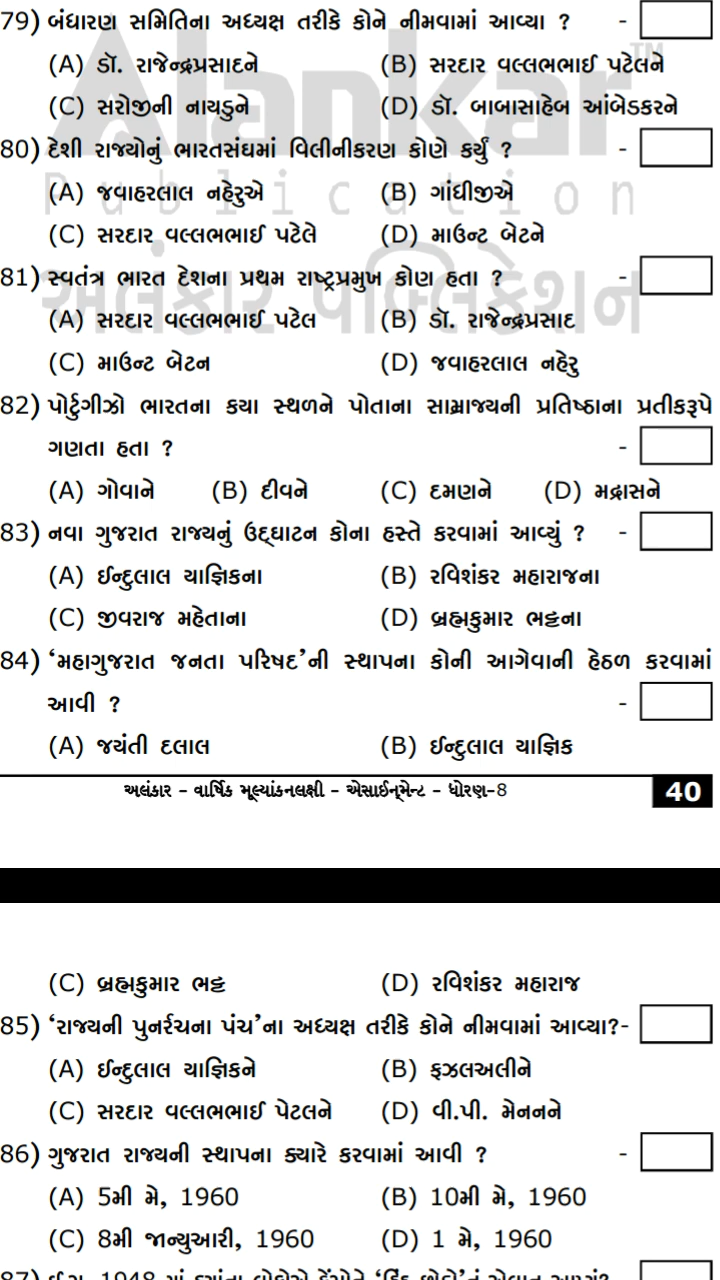 79) બંધારણ સમિતિના અધ્યક્ષ તરીકે કોને નીમવામાં આવ્યા ? -
(A) ડૉ. રાજેન્દ્રપ્રસાદને (B) સરદાર વલ્લભભાઈ પટેલને
(C) સરોજીની નાયડુને (D) ડૉ. બાબાસાહેબ આંબેડકરને
80) દેશી રાજ્યોનું ભારતસંઘમાં વિલીનીકરણ કોણે કર્યું ? -
(A) જવાહરલાલ નહેરુએ (B) ગાંધીજીએ
(C) સરદાર વલ્લભભાઈ પટેલે (D) માઉન્ટ બેટને
81) સ્વતંત્ર ભારત દેશના પ્રથમ રાષ્ટ્રપ્રમુખ કોણ હતા ? -
(A) સરદાર વલ્લભભાઈ પટેલ (B) ડૉ. રાજેન્દ્રપ્રસાદ
(C) માઉન્ટ બેટન (D) જવાહરલાલ નહેરુ
82) પોર્ટુગીઝો ભારતના કયા સ્થળને પોતાના સામ્રાજ્યની પ્રતિષ્ઠાના પ્રતીકરૂપે
ગણતા હતા ? -
(A) ગોવાને (B) દીવને (C) દમણને (D) મદ્રાસને
83) નવા ગુજરાત રાજ્યનું ઉદ્‌ઘાટન કોના હસ્તે કરવામાં આવ્યું ? -
(A) ઈન્દુલાલ યાજ્ઞિકના (B) રવિશંકર મહારાજના
(C) જીવરાજ મહેતાના (D) બ્રહ્મકુમાર ભટ્ટના
84) ‘મહાગુજરાત જનતા પરિષદ’ની સ્થાપના કોની આગેવાની હેઠળ કરવામાં
આવી ? -
(A) જયંતી દલાલ (B) ઈન્દુલાલ યાજ્ઞિક
અલંકાર – વાર્ષિક મૂલ્યાંકનલક્ષી – એસાઈન્‌મેન્ટ – ધોરણ–8 40
(C) બ્રહ્મકુમાર ભટ્ટ (D) રવિશંકર મહારાજ
85) ‘રાજ્યની પુનર્રચના પંચ’ના અધ્યક્ષ તરીકે કોને નીમવામાં આવ્યા?-
(A) ઈન્દુલાલ યાજ્ઞિકને (B) ફઝલઅલીને
(C) સરદાર વલ્લભભાઈ પેટલને (D) વી.પી. મેનનને
86) ગુજરાત રાજ્યની સ્થાપના ક્યારે કરવામાં આવી ? -
(A) 5મી મે, 1960 (B) 10મી મે, 1960
(C) 8મી જાન્યુઆરી, 1960 (D) 1 મે, 1960
Alankar™
Publication
અલંકાર પબ્લિકેશન